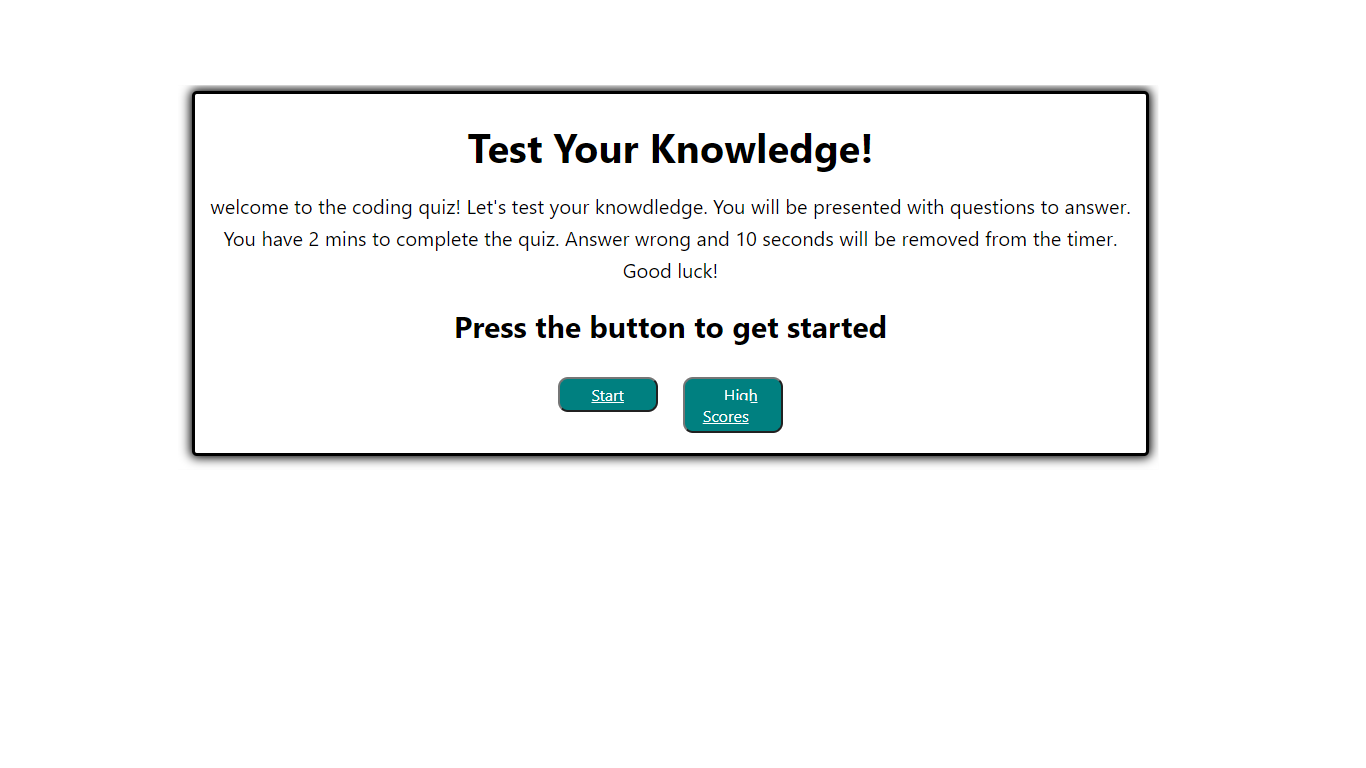 Test Your Knowledge!
welcome to the coding quiz! Let's test your knowdledge. You will be presented with questions to answer.
You have 2 mins to complete the quiz. Answer wrong and 10 seconds will be removed from the timer.
Good luck!
Press the button to get started
Start
High
Scores